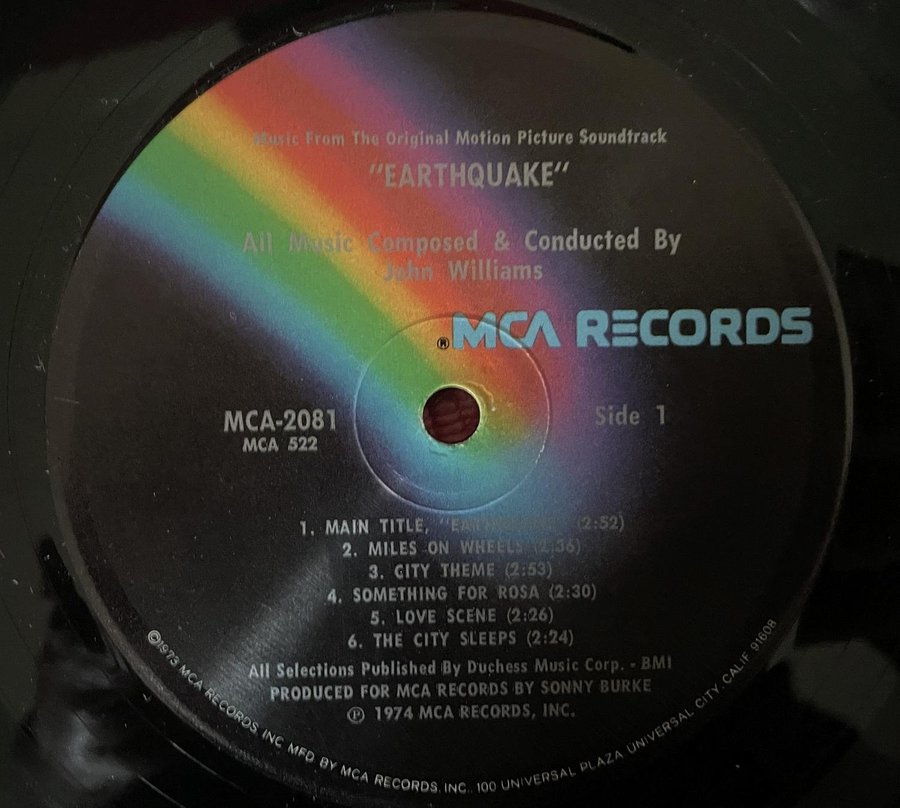 Music From The Original Motion Picture Soundtrack
"EARTHQUAKE"
All Music Composed & Conducted By
John Williams
®MCA RECORDS
MCA-2081
MCA 522
Side 1
1. MAIN TITLE, "EARTHQUAKE" (2:52)
2. MILES ON WHEELS (2:36)
3. CITY THEME (2:53)
4. SOMETHING FOR ROSA (2:30)
5. LOVE SCENE (2:26)
6. THE CITY SLEEPS (2:24)
All Selections Published By Duchess Music Corp. - BMI
PRODUCED FOR MCA RECORDS BY SONNY BURKE
℗ 1974 MCA RECORDS, INC.
©1973 MCA RECORDS, INC MFD. BY MCA RECORDS, INC., 100 UNIVERSAL PLAZA UNIVERSAL CITY, CALIF. 91608